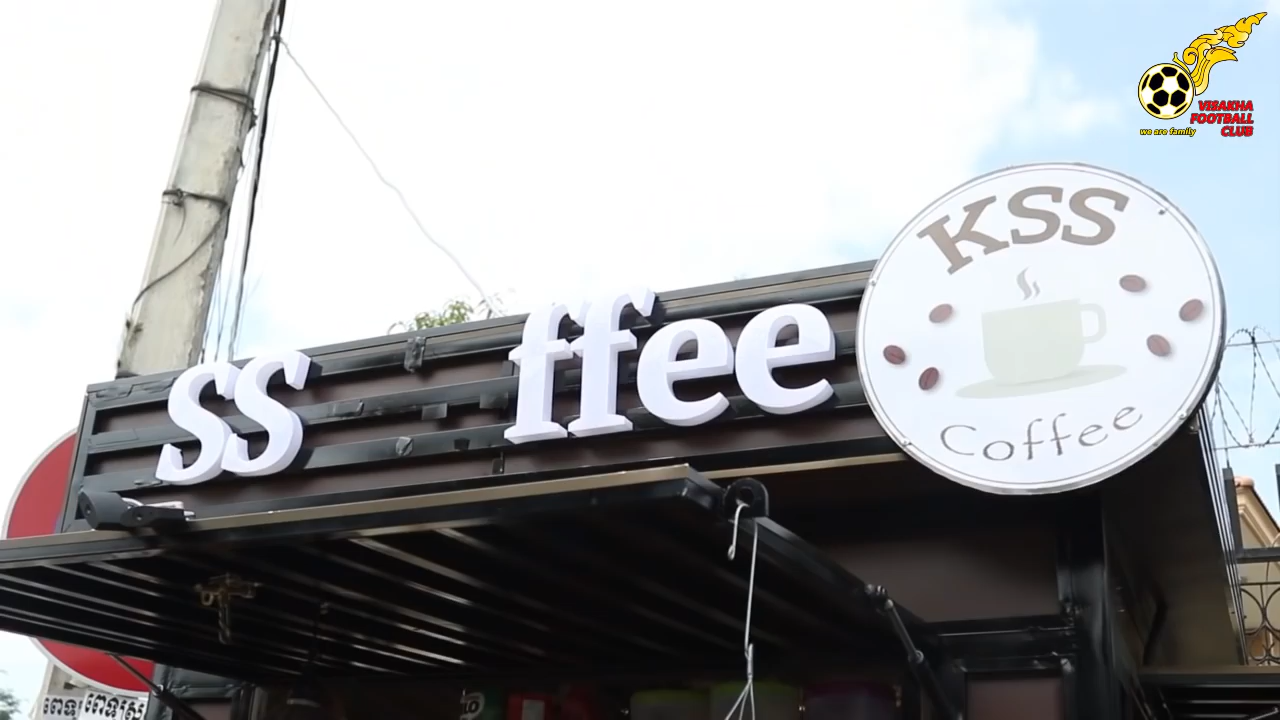 VISAKHA
FOOTBALL
CLUB
we are family
KSS
SS ffee
Coffee